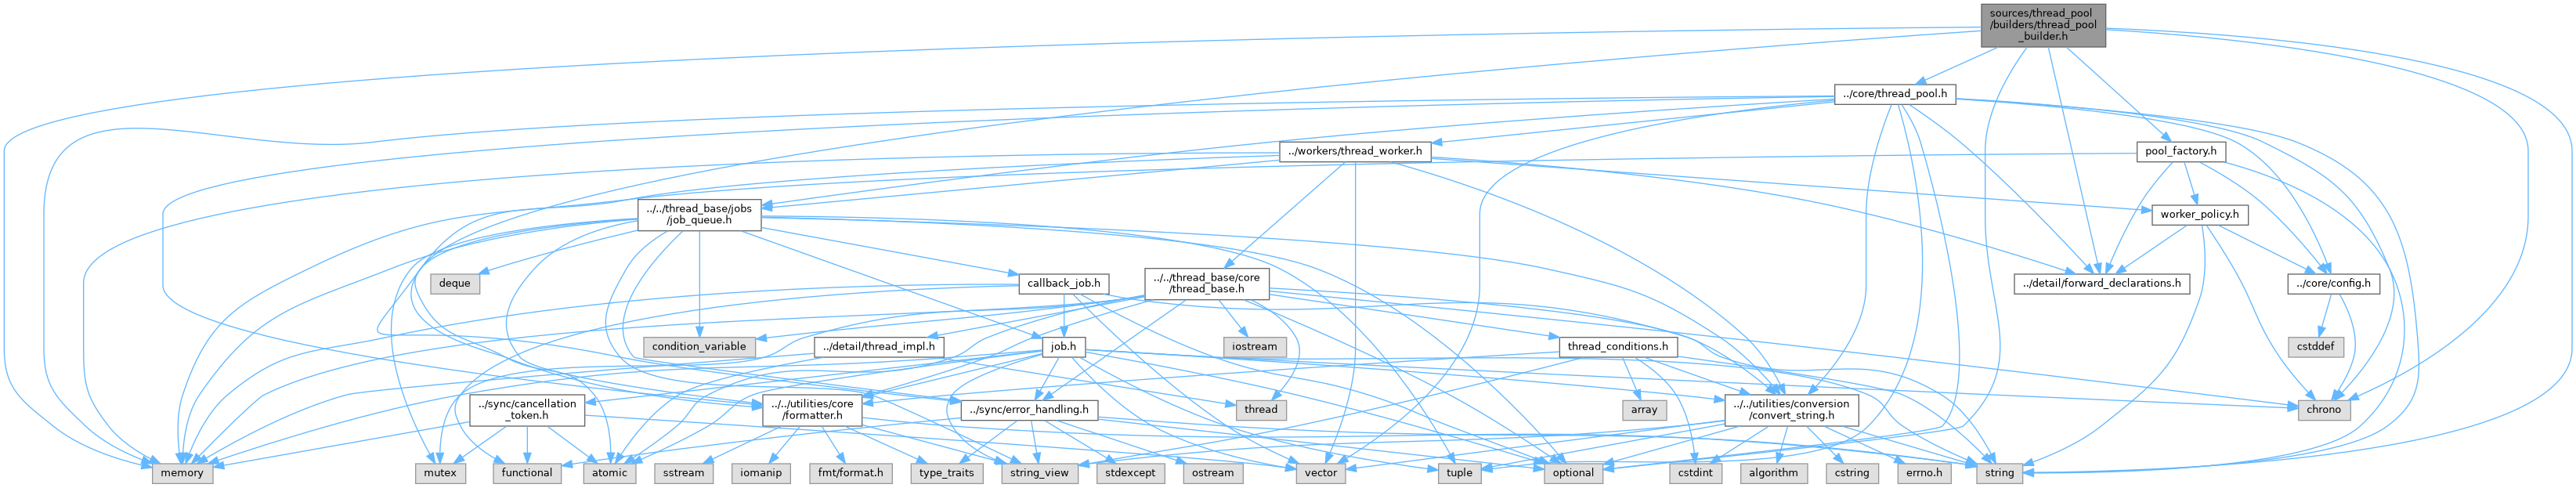 sources/thread_pool
/builders/thread_pool
_builder.h
../core/thread_pool.h
../workers/thread_worker.h
pool_factory.h
../../thread_base/jobs
/job_queue.h
worker_policy.h
deque
callback_job.h
../../thread_base/core
/thread_base.h
../detail/forward_declarations.h
../core/config.h
condition_variable
../detail/thread_impl.h
job.h
iostream
thread_conditions.h
cstddef
../sync/cancellation
_token.h
../../utilities/core
/formatter.h
../sync/error_handling.h
thread
array
../../utilities/conversion
/convert_string.h
chrono
memory
mutex
functional
atomic
sstream
iomanip
fmt/format.h
type_traits
string_view
stdexcept
ostream
vector
tuple
optional
cstdint
algorithm
cstring
errno.h
string